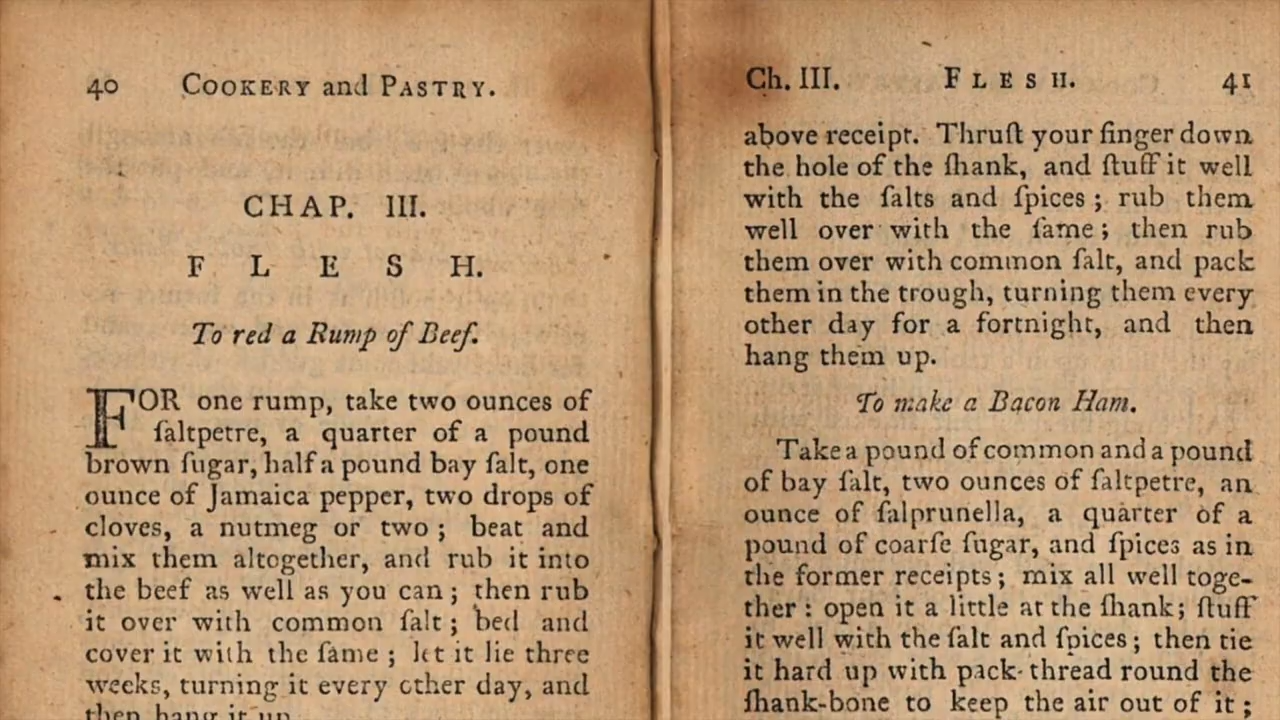 40 COOKERY and PASTRY.
CHAP. III.
F L E S H.
To red a Rump of Beef.
FOR one rump, take two ounces of
ſaltpetre, a quarter of a pound
brown ſugar, half a pound bay ſalt, one
ounce of Jamaica pepper, two drops of
cloves, a nutmeg or two; beat and
mix them altogether, and rub it into
the beef as well as you can; then rub
it over with common ſalt; bed and
cover it with the ſame; let it lie three
weeks, turning it every other day, and
then hang it up.
Ch. III. F L E S H. 41
above receipt. Thruſt your finger down
the hole of the ſhank, and ſtuff it well
with the ſalts and ſpices; rub them
well over with the ſame; then rub
them over with common ſalt, and pack
them in the trough, turning them every
other day for a fortnight, and then
hang them up.
To make a Bacon Ham.
Take a pound of common and a pound
of bay ſalt, two ounces of ſaltpetre, an
ounce of ſalprunella, a quarter of a
pound of coarſe ſugar, and ſpices as in
the former receipts; mix all well toge-
ther: open it a little at the ſhank; ſtuff
it well with the ſalt and ſpices; then tie
it hard up with pack-thread round the
ſhank-bone to keep the air out of it;